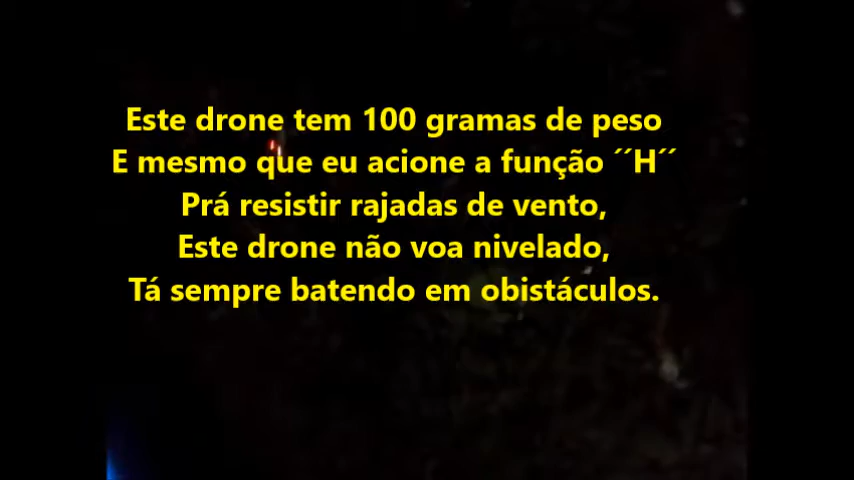 Este drone tem 100 gramas de peso
E mesmo que eu acione a função ´´H´´
Prá resistir rajadas de vento,
Este drone não voa nivelado,
Tá sempre batendo em obistáculos.